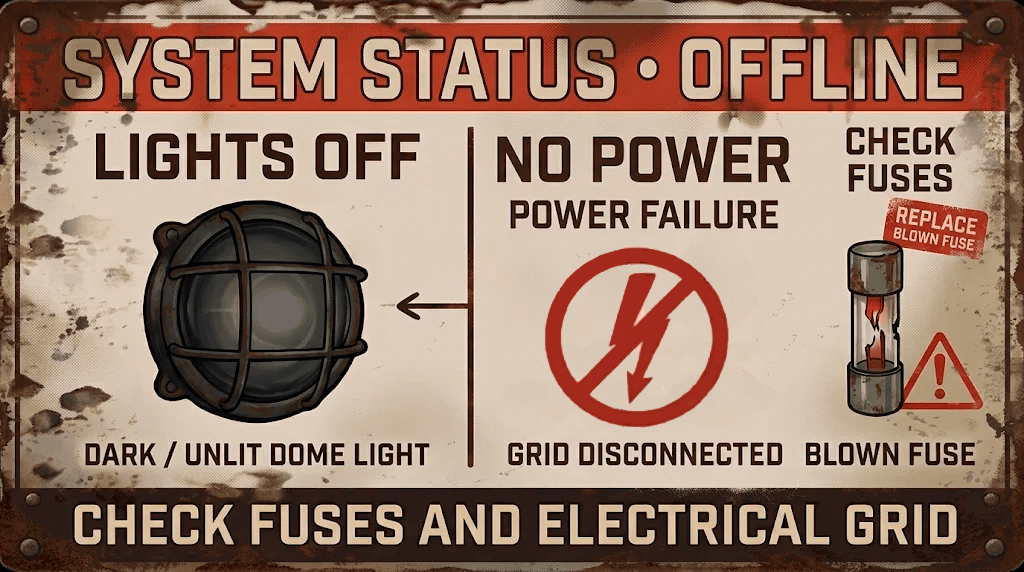 SYSTEM STATUS • OFFLINE
LIGHTS OFF
DARK / UNLIT DOME LIGHT
NO POWER
POWER FAILURE
GRID DISCONNECTED
CHECK
FUSES
REPLACE
BLOWN FUSE
!
BLOWN FUSE
CHECK FUSES AND ELECTRICAL GRID